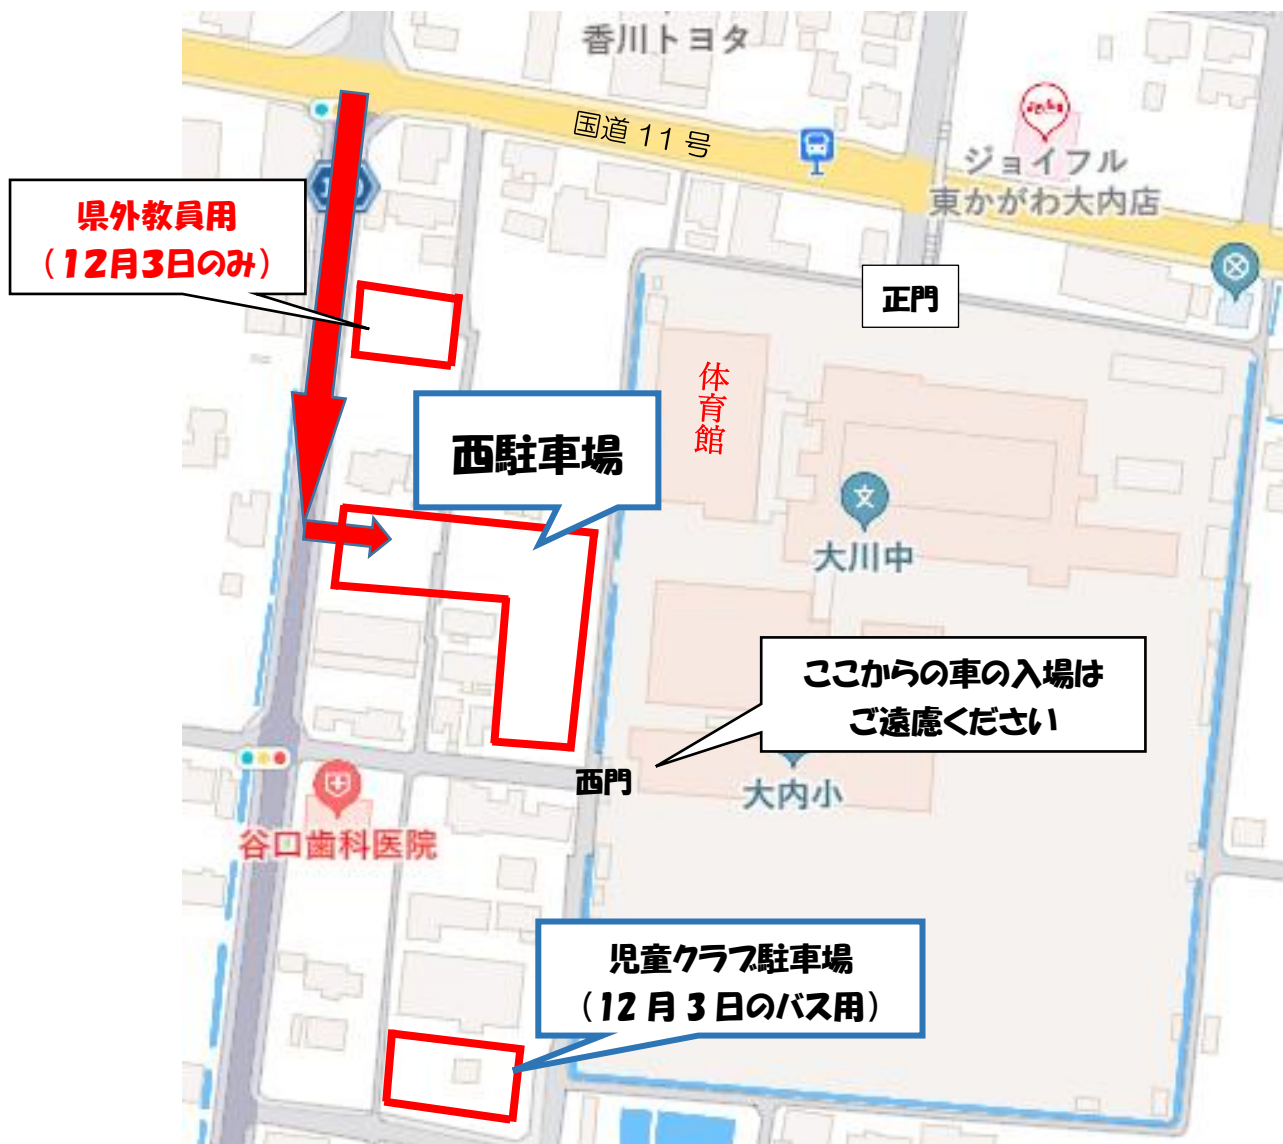 香川トヨタ
国道 11 号
ジョイフル
東かがわ大内店
県外教員用
(12月3日のみ)
正門
体育館
西駐車場
大川中
ここからの車の入場は
ご遠慮ください
西門
大内小
谷口歯科医院
児童クラブ駐車場
(12 月 3 日のバス用)